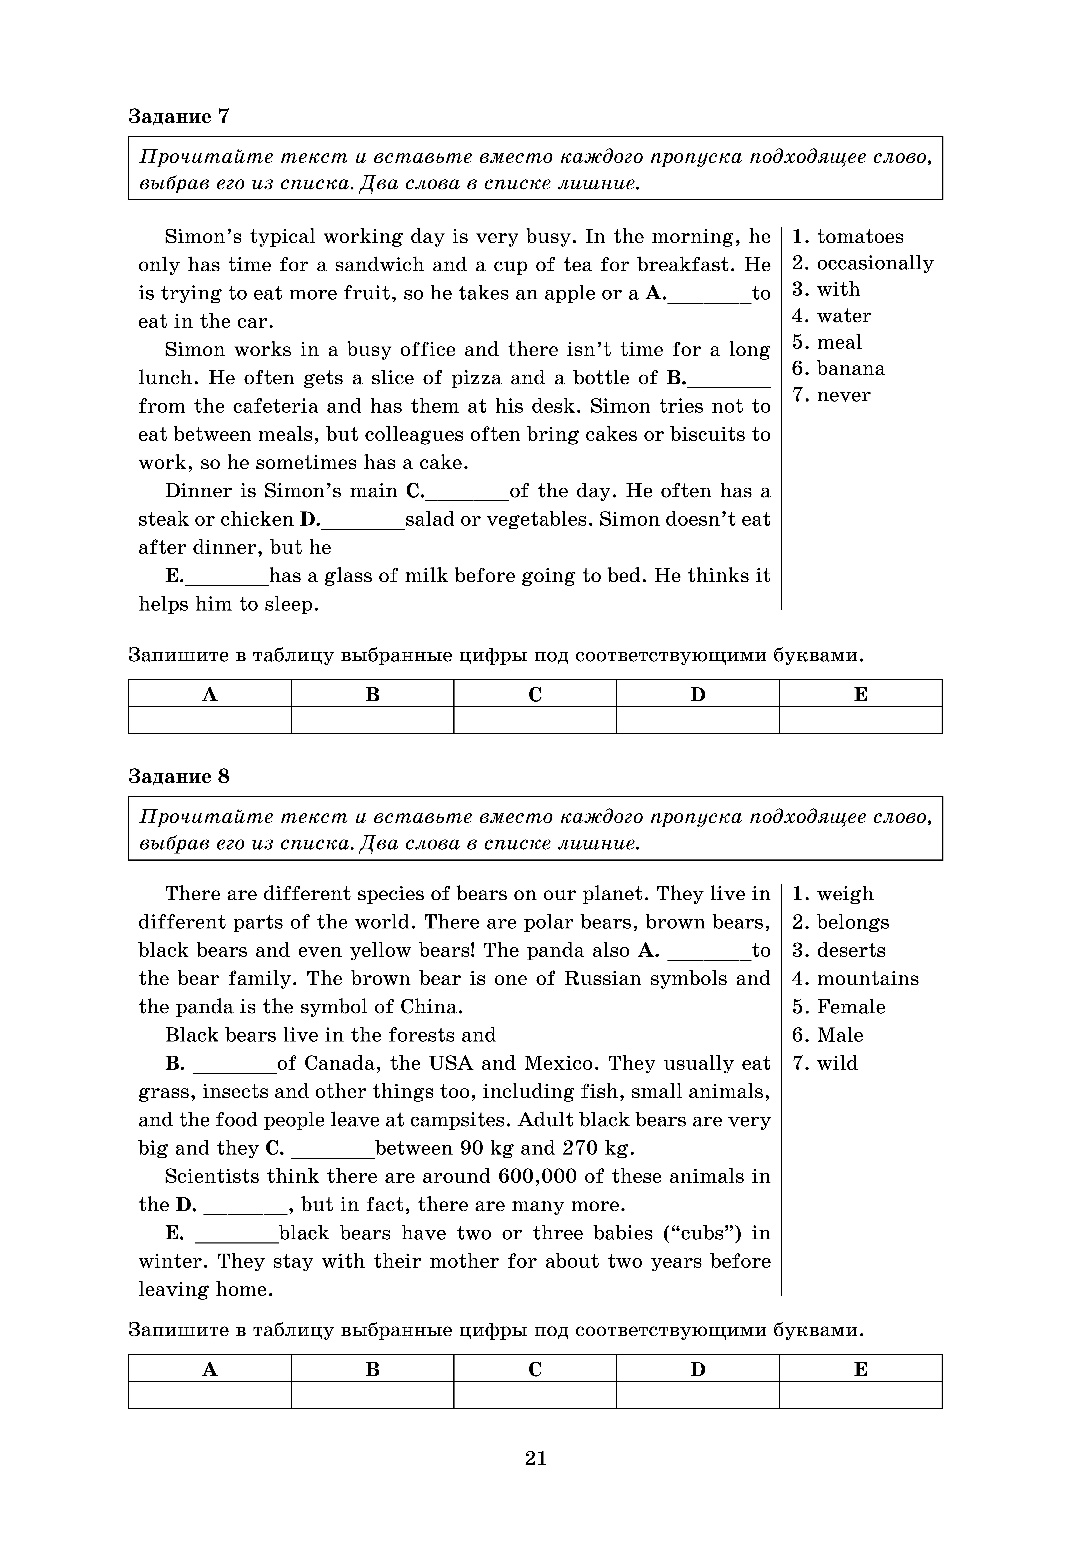 Задание 7
Прочитайте текст и вставьте вместо каждого пропуска подходящее слово,
выбрав его из списка. Два слова в списке лишние.
Simon's typical working day is very busy. In the morning, he
only has time for a sandwich and a cup of tea for breakfast. He
is trying to eat more fruit, so he takes an apple or a A.________to
eat in the car.
Simon works in a busy office and there isn't time for a long
lunch. He often gets a slice of pizza and a bottle of B.________
from the cafeteria and has them at his desk. Simon tries not to
eat between meals, but colleagues often bring cakes or biscuits to
work, so he sometimes has a cake.
Dinner is Simon's main C.________of the day. He often has a
steak or chicken D.________salad or vegetables. Simon doesn't eat
after dinner, but he
E.________has a glass of milk before going to bed. He thinks it
helps him to sleep.
1. tomatoes
2. occasionally
3. with
4. water
5. meal
6. banana
7. never
Запишите в таблицу выбранные цифры под соответствующими буквами.
A B C D E
Задание 8
Прочитайте текст и вставьте вместо каждого пропуска подходящее слово,
выбрав его из списка. Два слова в списке лишние.
There are different species of bears on our planet. They live in
different parts of the world. There are polar bears, brown bears,
black bears and even yellow bears! The panda also A. ________to
the bear family. The brown bear is one of Russian symbols and
the panda is the symbol of China.
Black bears live in the forests and
B. ________of Canada, the USA and Mexico. They usually eat
grass, insects and other things too, including fish, small animals,
and the food people leave at campsites. Adult black bears are very
big and they C. ________between 90 kg and 270 kg.
Scientists think there are around 600,000 of these animals in
the D. ________, but in fact, there are many more.
E. ________black bears have two or three babies (“cubs”) in
winter. They stay with their mother for about two years before
leaving home.
1. weigh
2. belongs
3. deserts
4. mountains
5. Female
6. Male
7. wild
Запишите в таблицу выбранные цифры под соответствующими буквами.
A B C D E
21